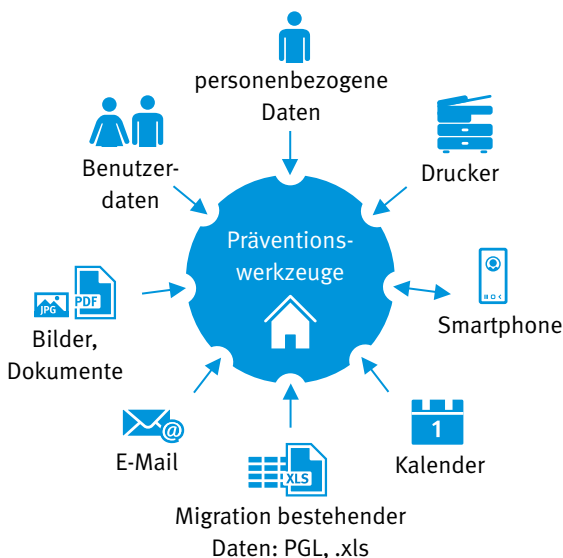 personenbezogene
Daten
Benutzer-
daten
Drucker
Präventions-
werkzeuge
JPG
PDF
Bilder,
Dokumente
Smartphone
@
E-Mail
1
Kalender
XLS
Migration bestehender
Daten: PGL, .xls